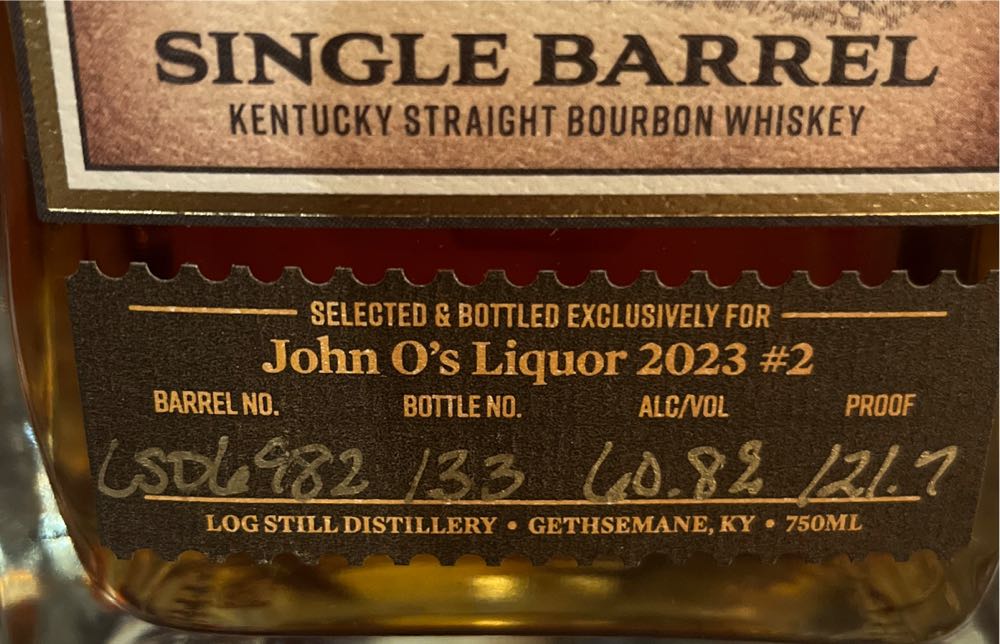 SINGLE BARREL
KENTUCKY STRAIGHT BOURBON WHISKEY
SELECTED & BOTTLED EXCLUSIVELY FOR
John O's Liquor 2023 #2
BARREL NO. BOTTLE NO. ALC/VOL PROOF
LSD6982 133 60.82 121.7
LOG STILL DISTILLERY • GETHSEMANE, KY • 750ML